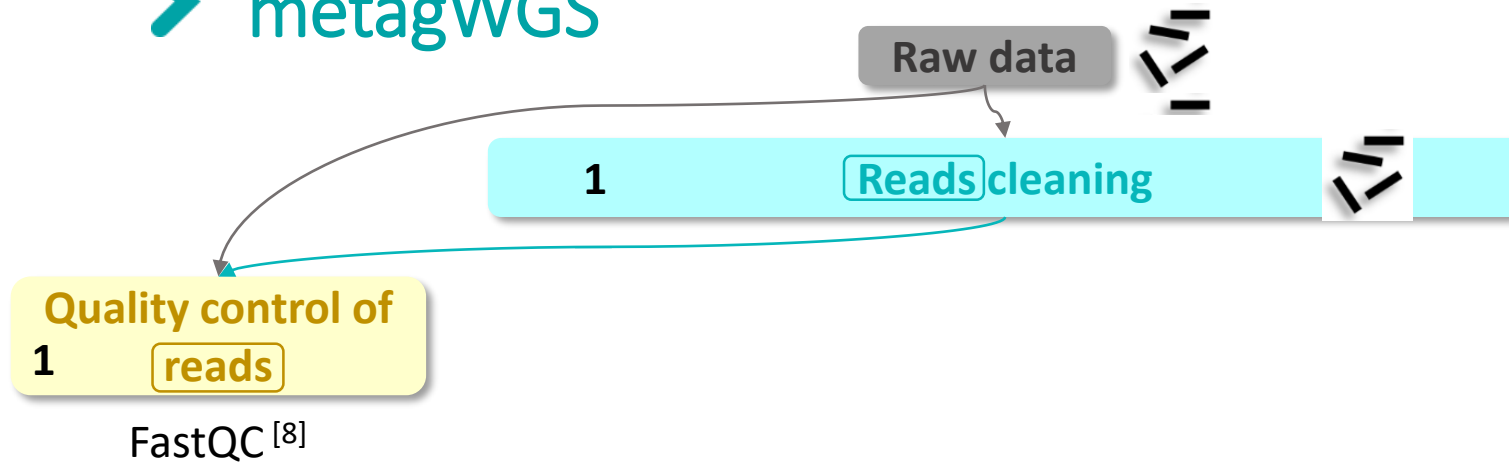 metagWGS
Raw data
1 Reads cleaning
Quality control of
1 reads
FastQC [8]